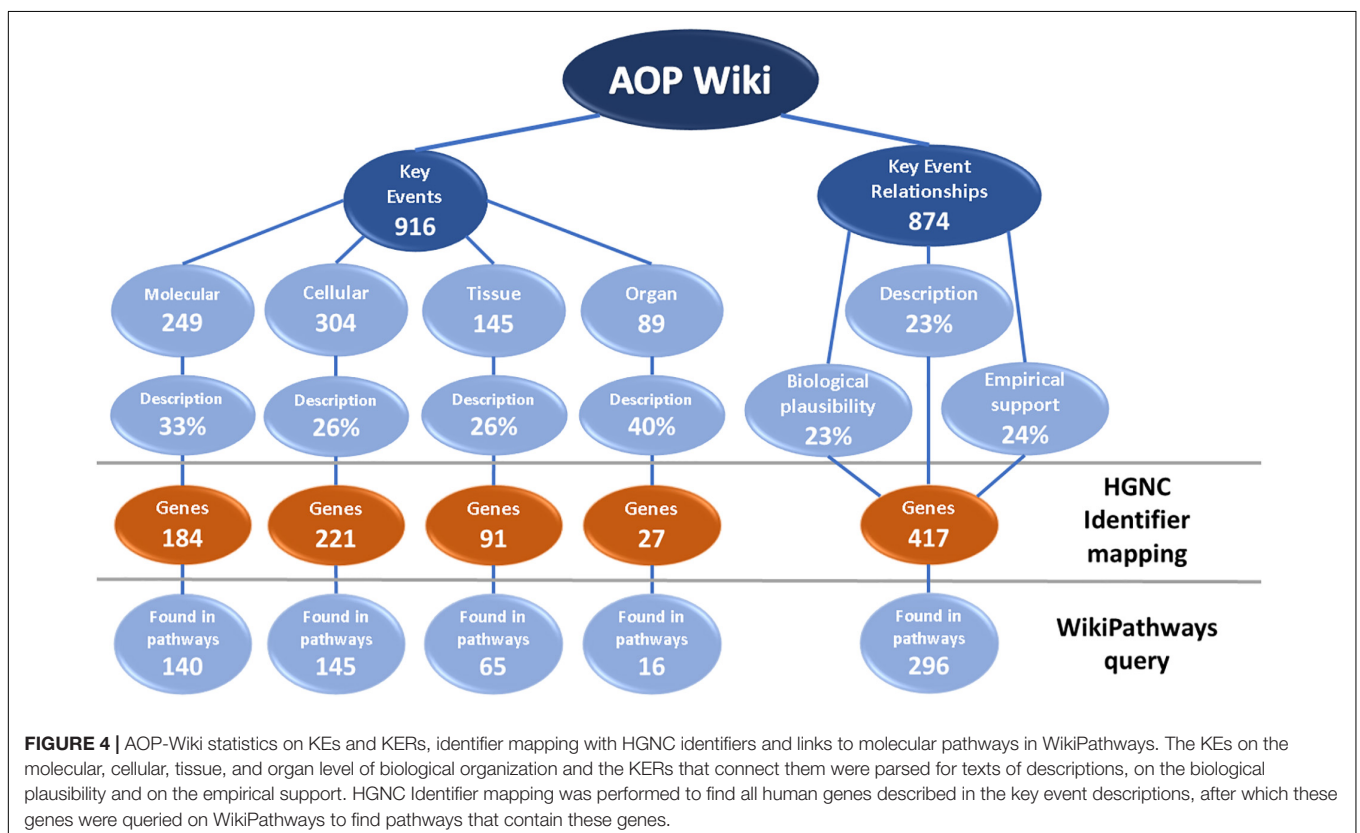 AOP Wiki
Key
Events
916
Key Event
Relationships
874
Molecular
249
Cellular
304
Tissue
145
Organ
89
Description
23%
Description
33%
Description
26%
Description
26%
Description
40%
Biological
plausibility
23%
Empirical
support
24%
Genes
184
Genes
221
Genes
91
Genes
27
Genes
417
HGNC
Identifier
mapping
Found in
pathways
140
Found in
pathways
145
Found in
pathways
65
Found in
pathways
16
Found in
pathways
296
WikiPathways
query
FIGURE 4 | AOP-Wiki statistics on KEs and KERs, identifier mapping with HGNC identifiers and links to molecular pathways in WikiPathways. The KEs on the
molecular, cellular, tissue, and organ level of biological organization and the KERs that connect them were parsed for texts of descriptions, on the biological
plausibility and on the empirical support. HGNC Identifier mapping was performed to find all human genes described in the key event descriptions, after which these
genes were queried on WikiPathways to find pathways that contain these genes.